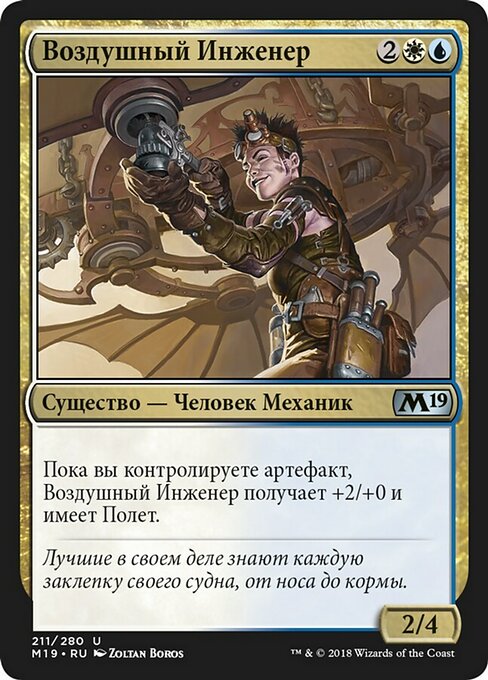 Воздушный Инженер 2
Существо — Человек Механик M19
Пока вы контролируете артефакт,
Воздушный Инженер получает +2/+0 и
имеет Полет.
Лучшие в своем деле знают каждую
заклепку своего судна, от носа до кормы.
2/4
211/280 U
M19 • RU Zoltan Boros
™ & © 2018 Wizards of the Coast